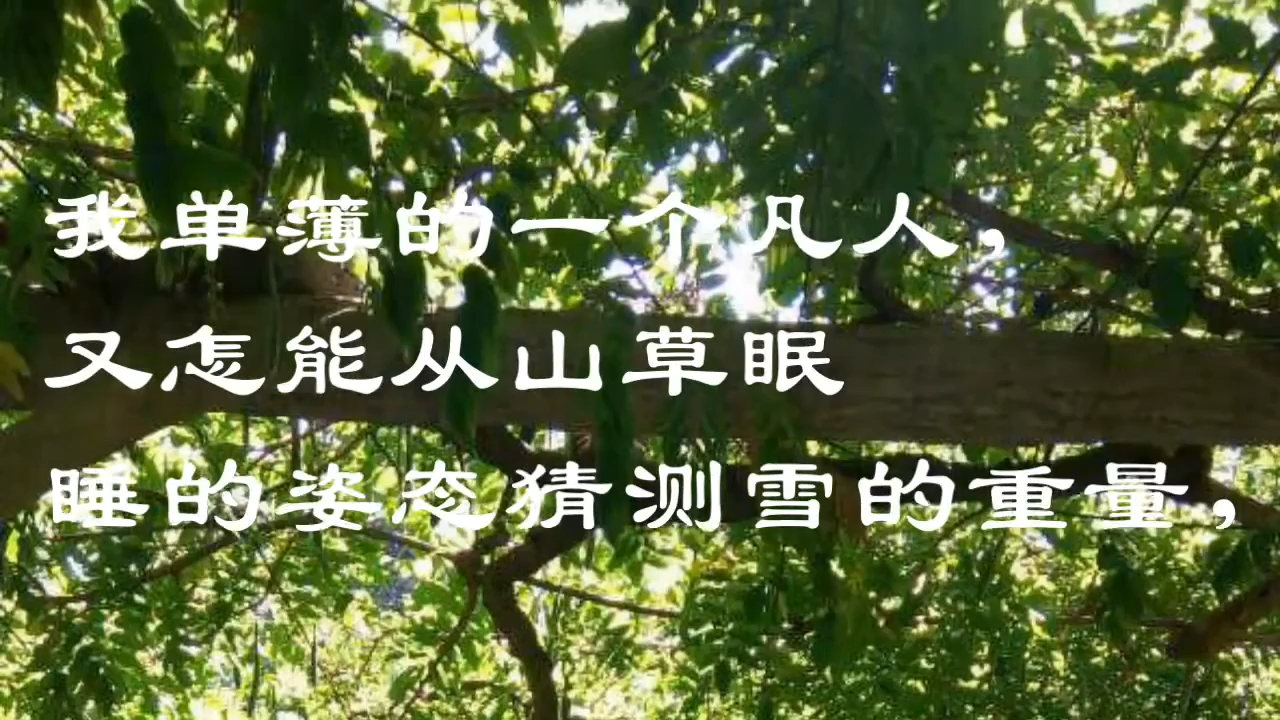 我单薄的一个凡人，
又怎能从山草眠
睡的姿态猜测雪的重量，